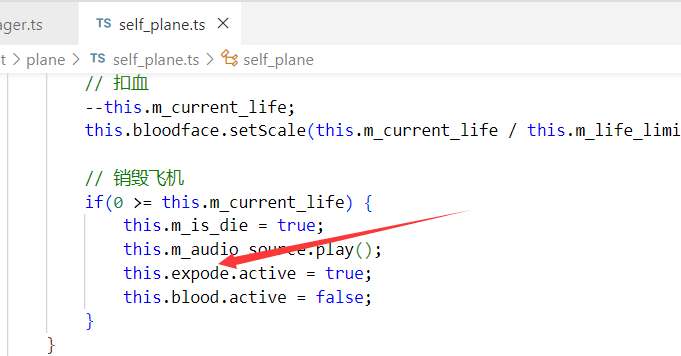 ager.ts TS self_plane.ts ×
t > plane > TS self_plane.ts > self_plane
// 扣血
--this.m_current_life;
this.bloodface.setScale(this.m_current_life / this.m_life_limi
// 销毁飞机
if(0 >= this.m_current_life) {
this.m_is_die = true;
this.m_audio_source.play();
this.expode.active = true;
this.blood.active = false;
}
}